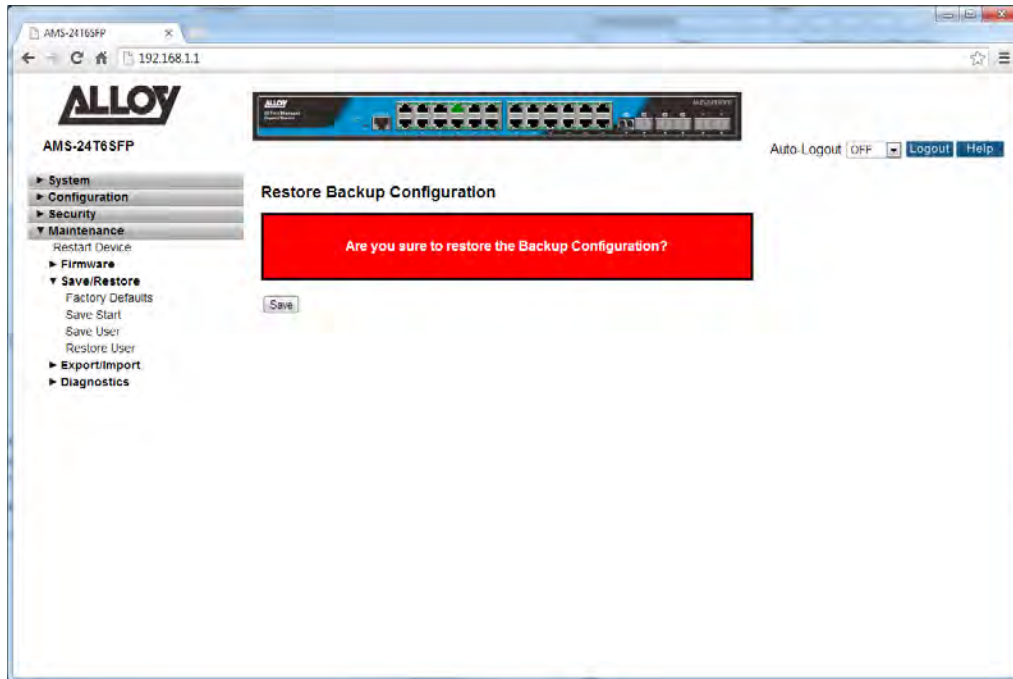 AMS-24T6SFP
192.168.1.1
ALLOY
AMS-24T6SFP
ALLOY
Auto-Logout OFF Logout Help
System
Configuration
Security
Maintenance
Restart Device
Firmware
Save/Restore
Factory Defaults
Save Start
Save User
Restore User
Export/Import
Diagnostics
Restore Backup Configuration
Are you sure to restore the Backup Configuration?
Save